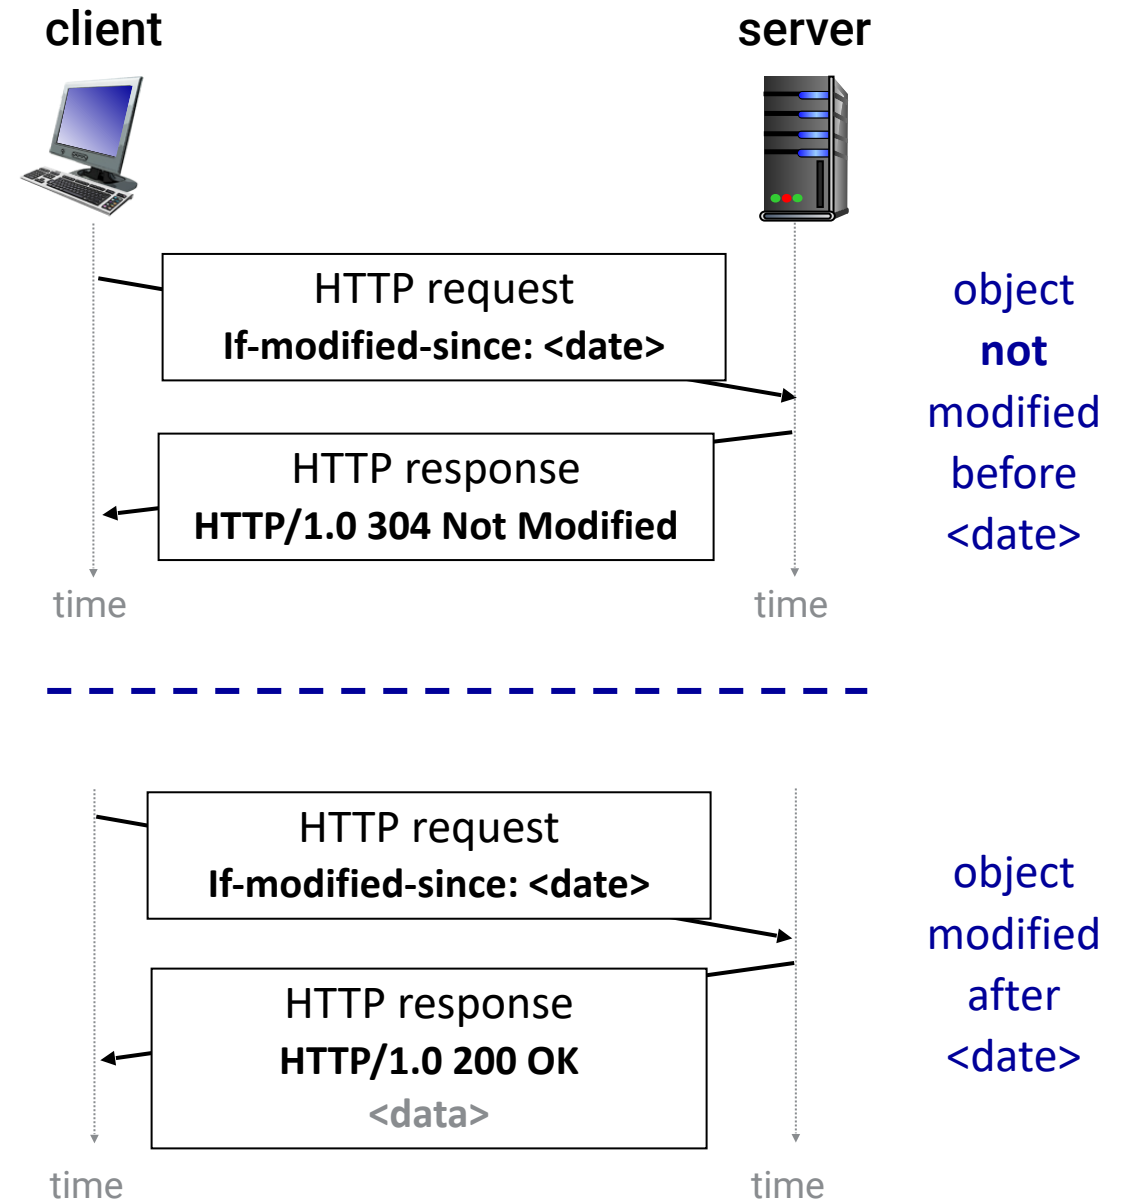 client
server
HTTP request
If-modified-since: <date>
object
not
modified
before
<date>
HTTP response
HTTP/1.0 304 Not Modified
time
time
HTTP request
If-modified-since: <date>
object
modified
after
<date>
HTTP response
HTTP/1.0 200 OK
<data>
time
time